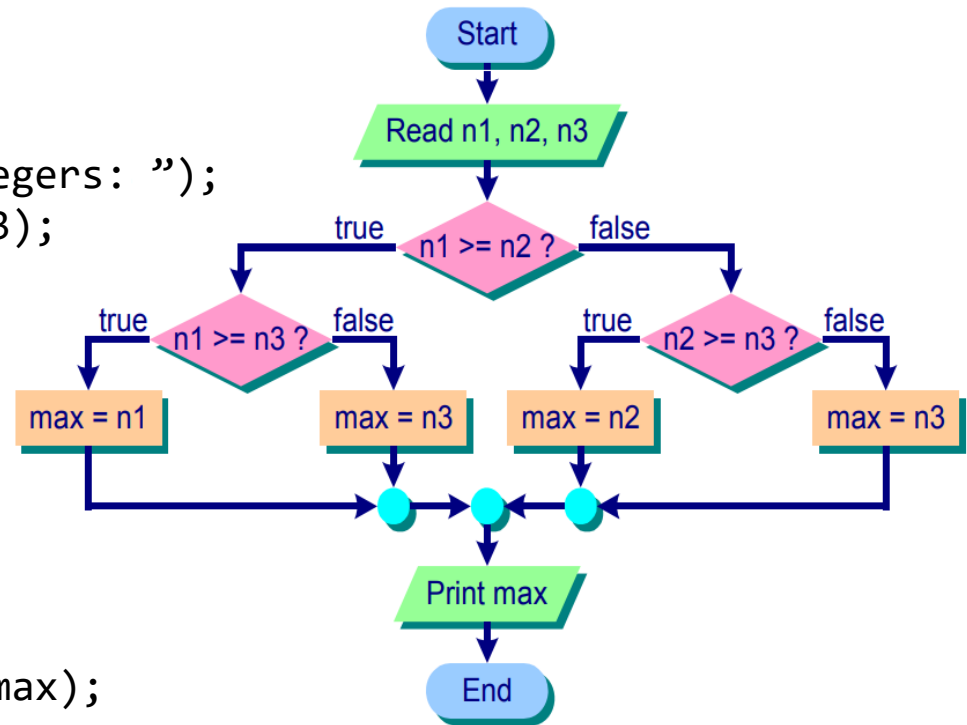 Start
Read n1, n2, n3
egers: ”);
3);
true
n1 >= n2 ?
false
true
n1 >= n3 ?
false
true
n2 >= n3 ?
false
max = n1
max = n3
max = n2
max = n3
Print max
max);
End